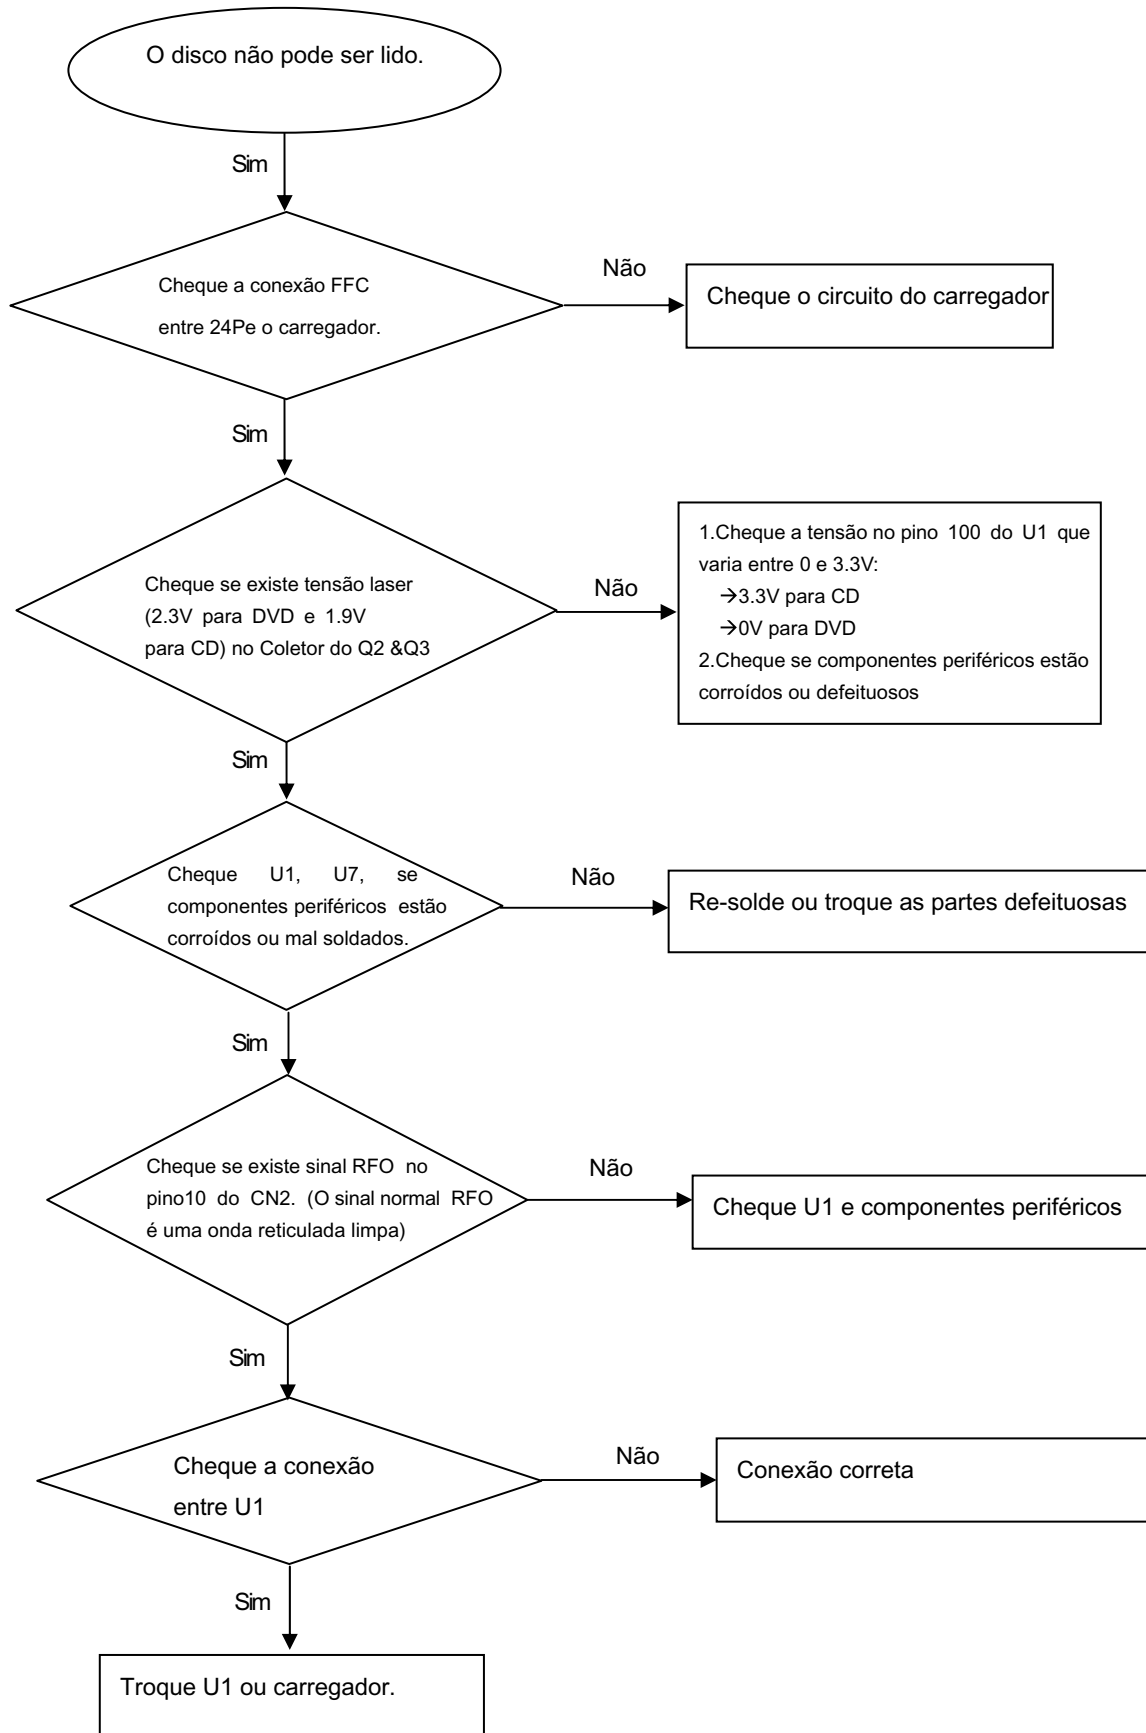 O disco não pode ser lido.
Sim
Cheque a conexão FFC
entre 24Pe o carregador.
Não
Cheque o circuito do carregador
Sim
Cheque se existe tensão laser
(2.3V para DVD e 1.9V
para CD) no Coletor do Q2 &Q3
Não
1.Cheque a tensão no pino 100 do U1 que
varia entre 0 e 3.3V:
→3.3V para CD
→0V para DVD
2.Cheque se componentes periféricos estão
corroídos ou defeituosos
Sim
Cheque U1, U7, se
componentes periféricos estão
corroídos ou mal soldados.
Não
Re-solde ou troque as partes defeituosas
Sim
Cheque se existe sinal RFO no
pino10 do CN2. (O sinal normal RFO
é uma onda reticulada limpa)
Não
Cheque U1 e componentes periféricos
Sim
Cheque a conexão
entre U1
Não
Conexão correta
Sim
Troque U1 ou carregador.